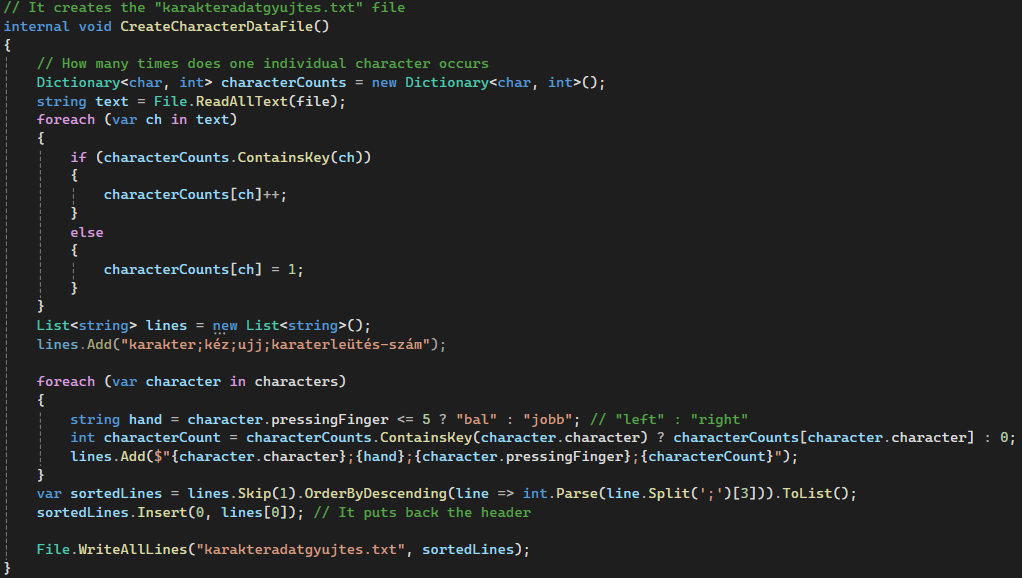 // It creates the "karakteradatgyujtes.txt" file
internal void CreateCharacterDataFile()
{
// How many times does one individual character occurs
Dictionary<char, int> characterCounts = new Dictionary<char, int>();
string text = File.ReadAllText(file);
foreach (var ch in text)
{
if (characterCounts.ContainsKey(ch))
{
characterCounts[ch]++;
}
else
{
characterCounts[ch] = 1;
}
}
List<string> lines = new List<string>();
lines.Add("karakter;kéz;ujj;karaterleütés-szám");
foreach (var character in characters)
{
string hand = character.pressingFinger <= 5 ? "bal" : "jobb"; // "left" : "right"
int characterCount = characterCounts.ContainsKey(character.character) ? characterCounts[character.character] : 0;
lines.Add($"{character.character};{hand};{character.pressingFinger};{characterCount}");
}
var sortedLines = lines.Skip(1).OrderByDescending(line => int.Parse(line.Split(';')[3])).ToList();
sortedLines.Insert(0, lines[0]); // It puts back the header
File.WriteAllLines("karakteradatgyujtes.txt", sortedLines);
}